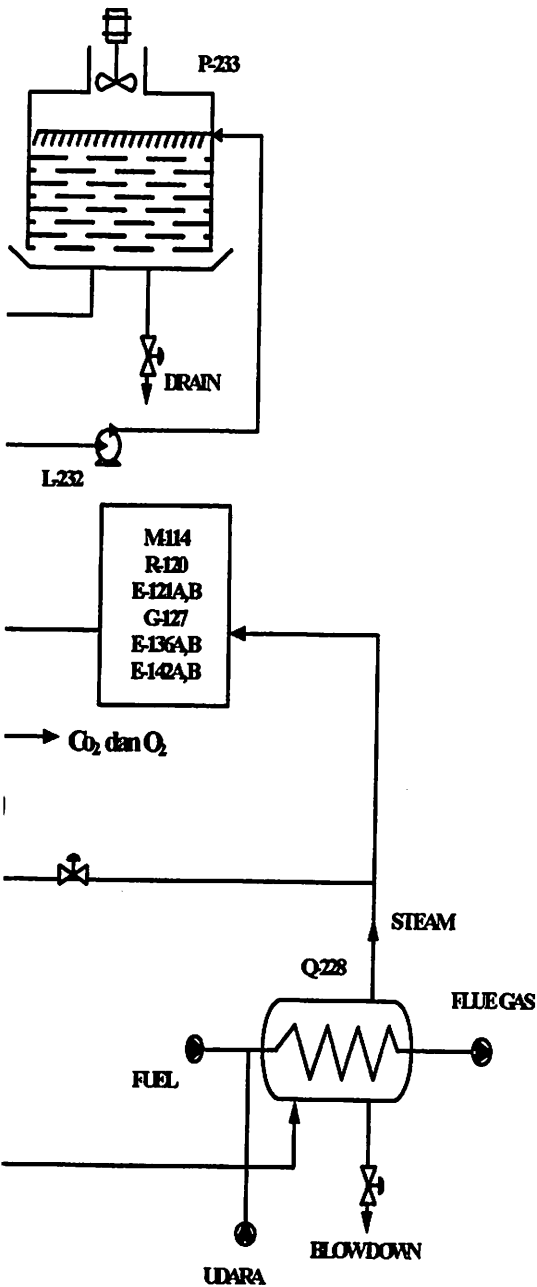 P-233
DRAIN
L-232
M-114
R-120
E-121A,B
G-127
E-136A,B
E-142A,B
Co₂ dan O₂
STEAM
Q-228
FLUE GAS
FUEL
BLOWDOWN
UDARA